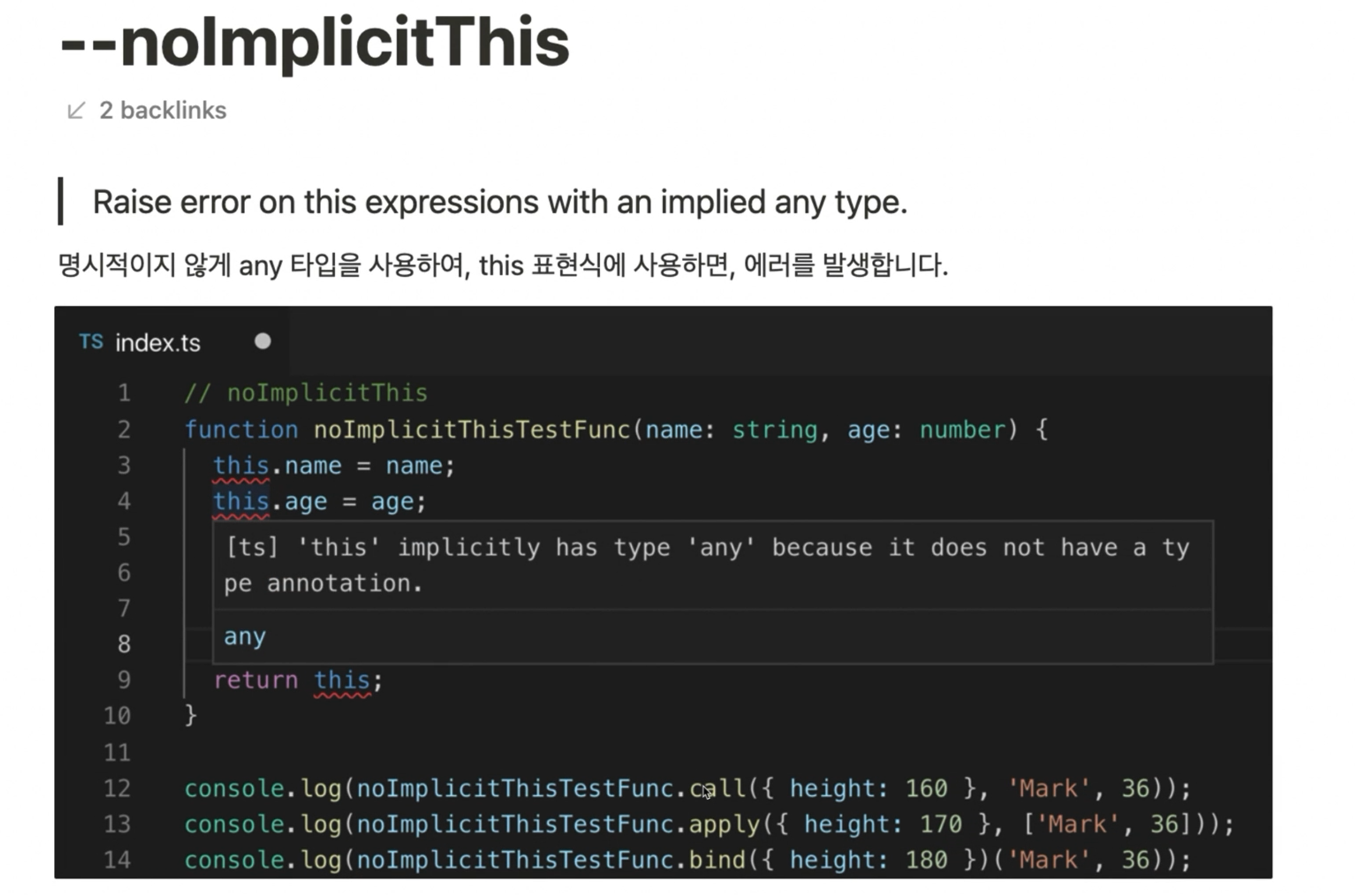 --noImplicitThis
2 backlinks
Raise error on this expressions with an implied any type.
명시적이지 않게 any 타입을 사용하여, this 표현식에 사용하면, 에러를 발생합니다.
TS index.ts
1 // noImplicitThis
2 function noImplicitThisTestFunc(name: string, age: number) {
3 this.name = name;
4 this.age = age;
5 [ts] 'this' implicitly has type 'any' because it does not have a ty
6 pe annotation.
7
8 any
9 return this;
10 }
11
12 console.log(noImplicitThisTestFunc.call({ height: 160 }, 'Mark', 36));
13 console.log(noImplicitThisTestFunc.apply({ height: 170 }, ['Mark', 36]));
14 console.log(noImplicitThisTestFunc.bind({ height: 180 })('Mark', 36));